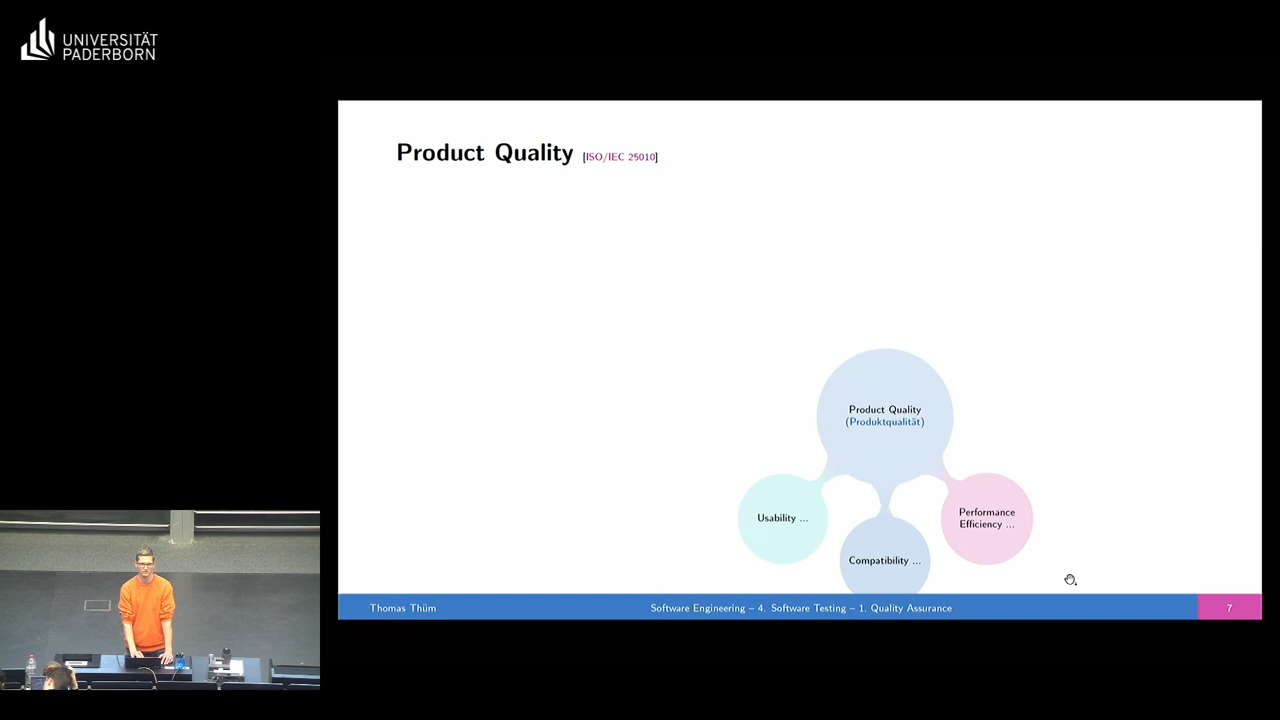 UNIVERSITÄT
PADERBORN
Product Quality [ISO/IEC 25010]
Product Quality
(Produktqualität)
Usability ...
Compatibility ...
Performance
Efficiency ...
Thomas Thüm
Software Engineering – 4. Software Testing – 1. Quality Assurance
7